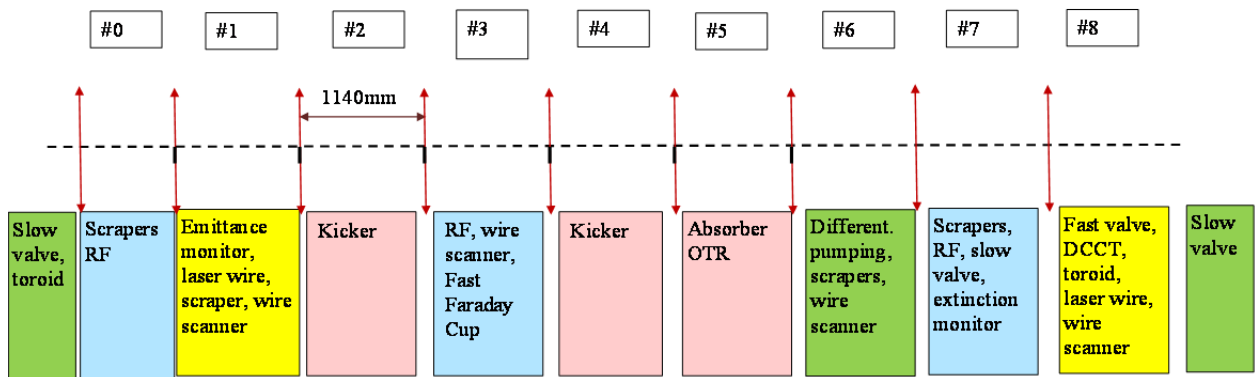 #0
#1
#2
#3
#4
#5
#6
#7
#8
1140mm
Slow
valve,
toroid
Scrapers
RF
Emittance
monitor,
laser wire,
scraper, wire
scanner
Kicker
RF, wire
scanner,
Fast
Faraday
Cup
Kicker
Absorber
OTR
Different.
pumping,
scrapers,
wire
scanner
Scrapers,
RF, slow
valve,
extinction
monitor
Fast valve,
DCCT,
toroid,
laser wire,
wire
scanner
Slow
valve